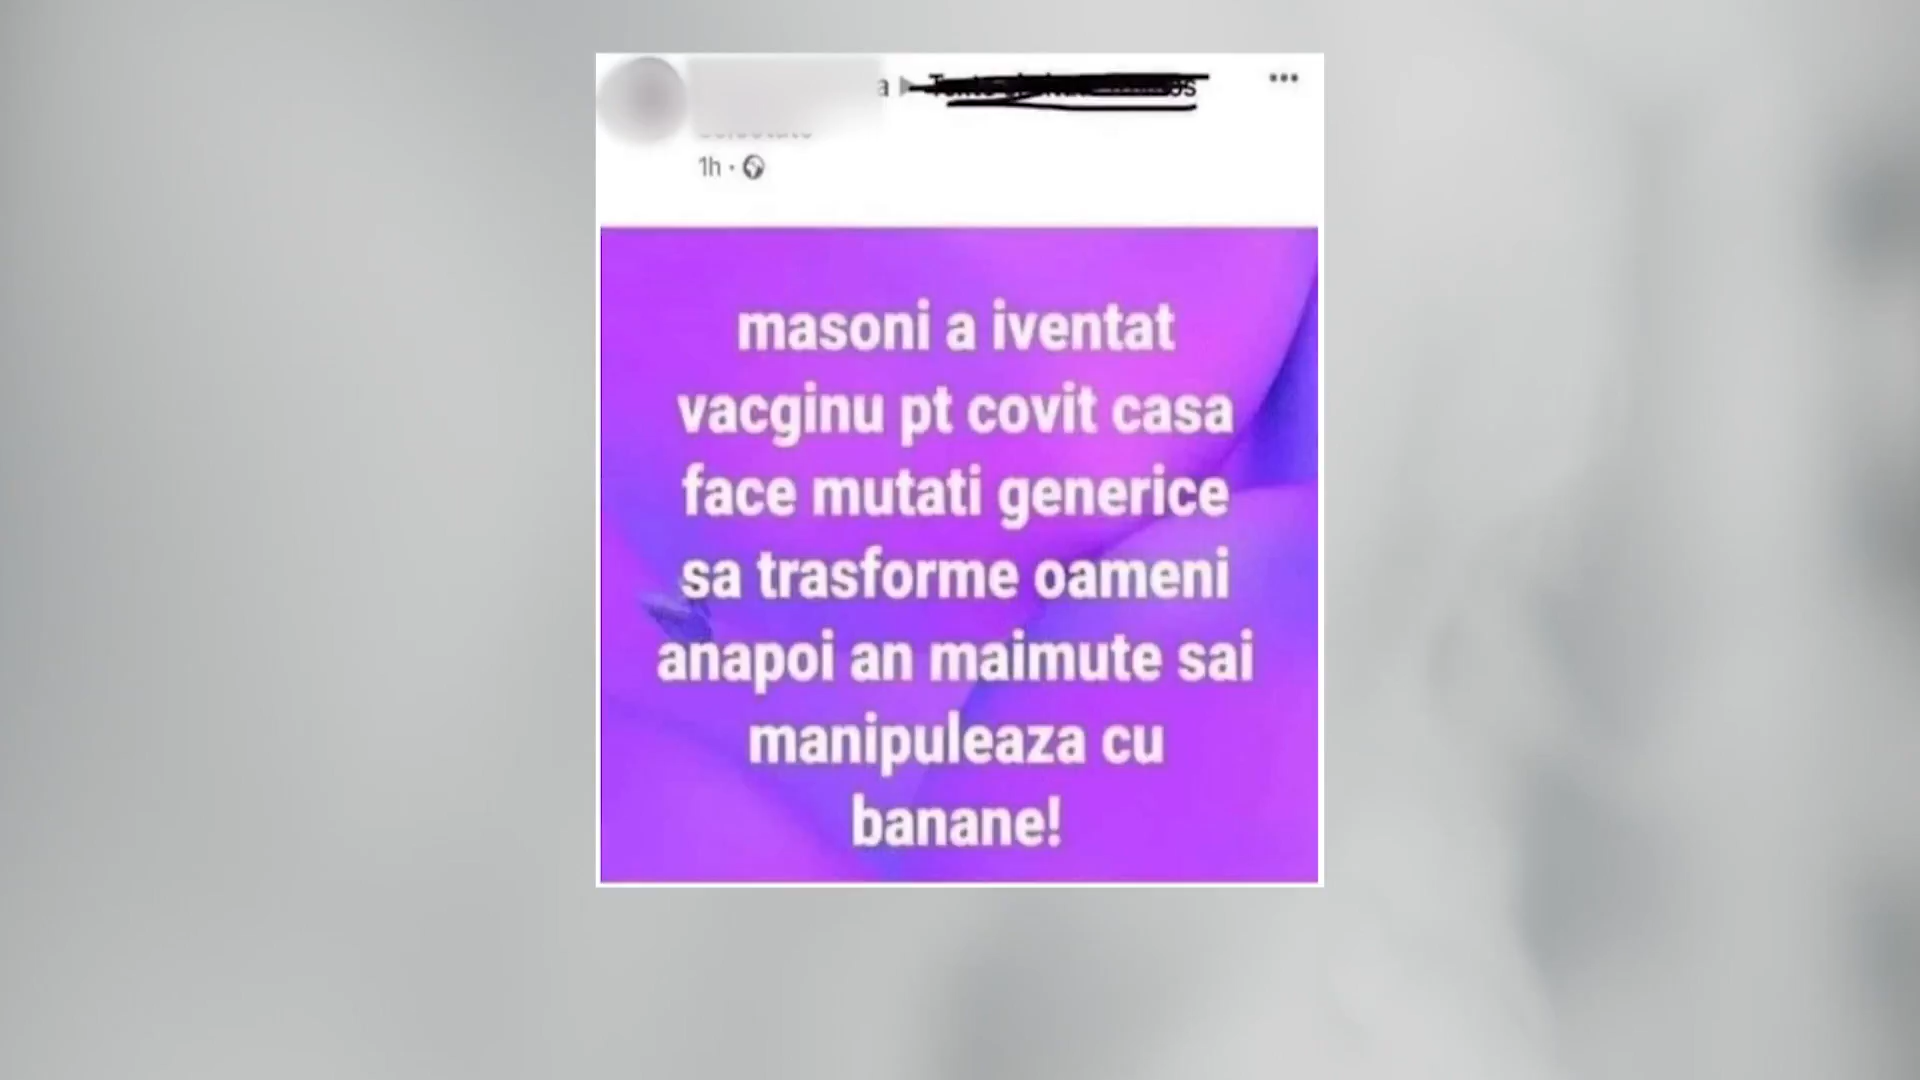 a
1h
masoni a iventat
vacginu pt covit casa
face mutati generice
sa trasforme oameni
anapoi an maimute sai
manipuleaza cu
banane!